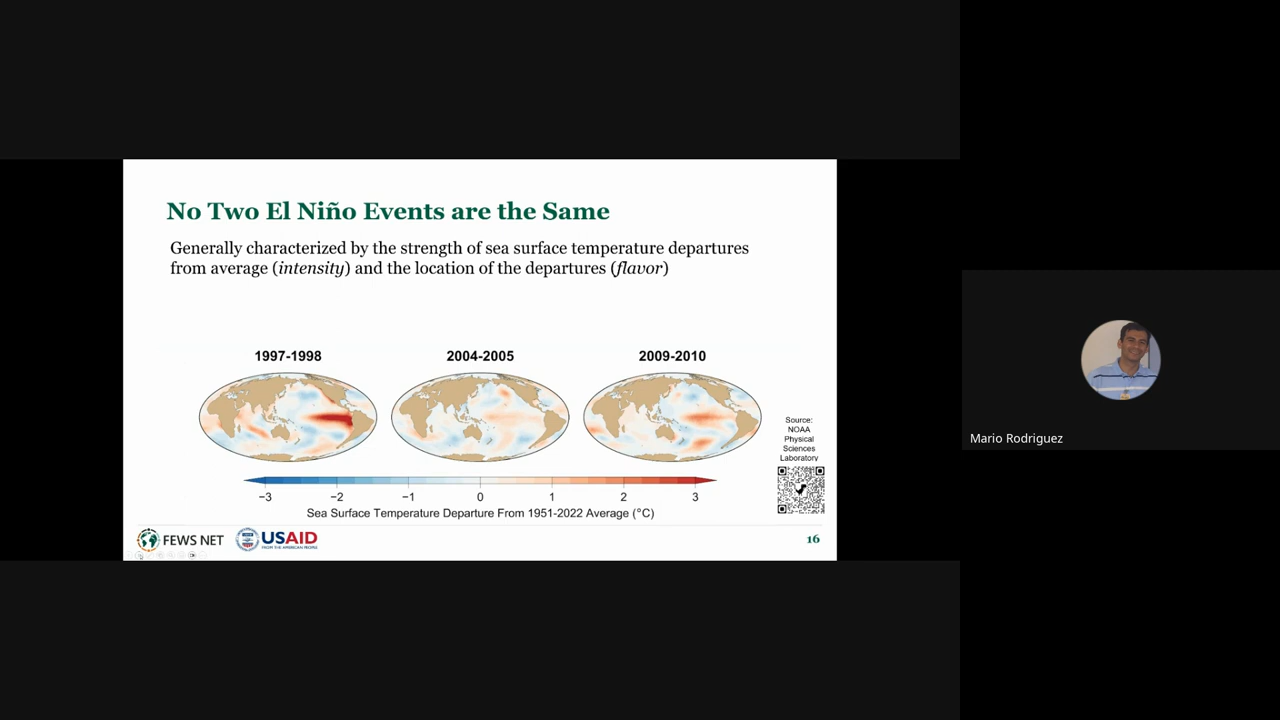 No Two El Niño Events are the Same
Generally characterized by the strength of sea surface temperature departures
from average (intensity) and the location of the departures (flavor)
1997-1998
2004-2005
2009-2010
Source:
NOAA
Physical
Sciences
Laboratory
−3 −2 −1 0 1 2 3
Sea Surface Temperature Departure From 1951-2022 Average (°C)
FEWS NET
USAID
FROM THE AMERICAN PEOPLE
16
Mario Rodriguez